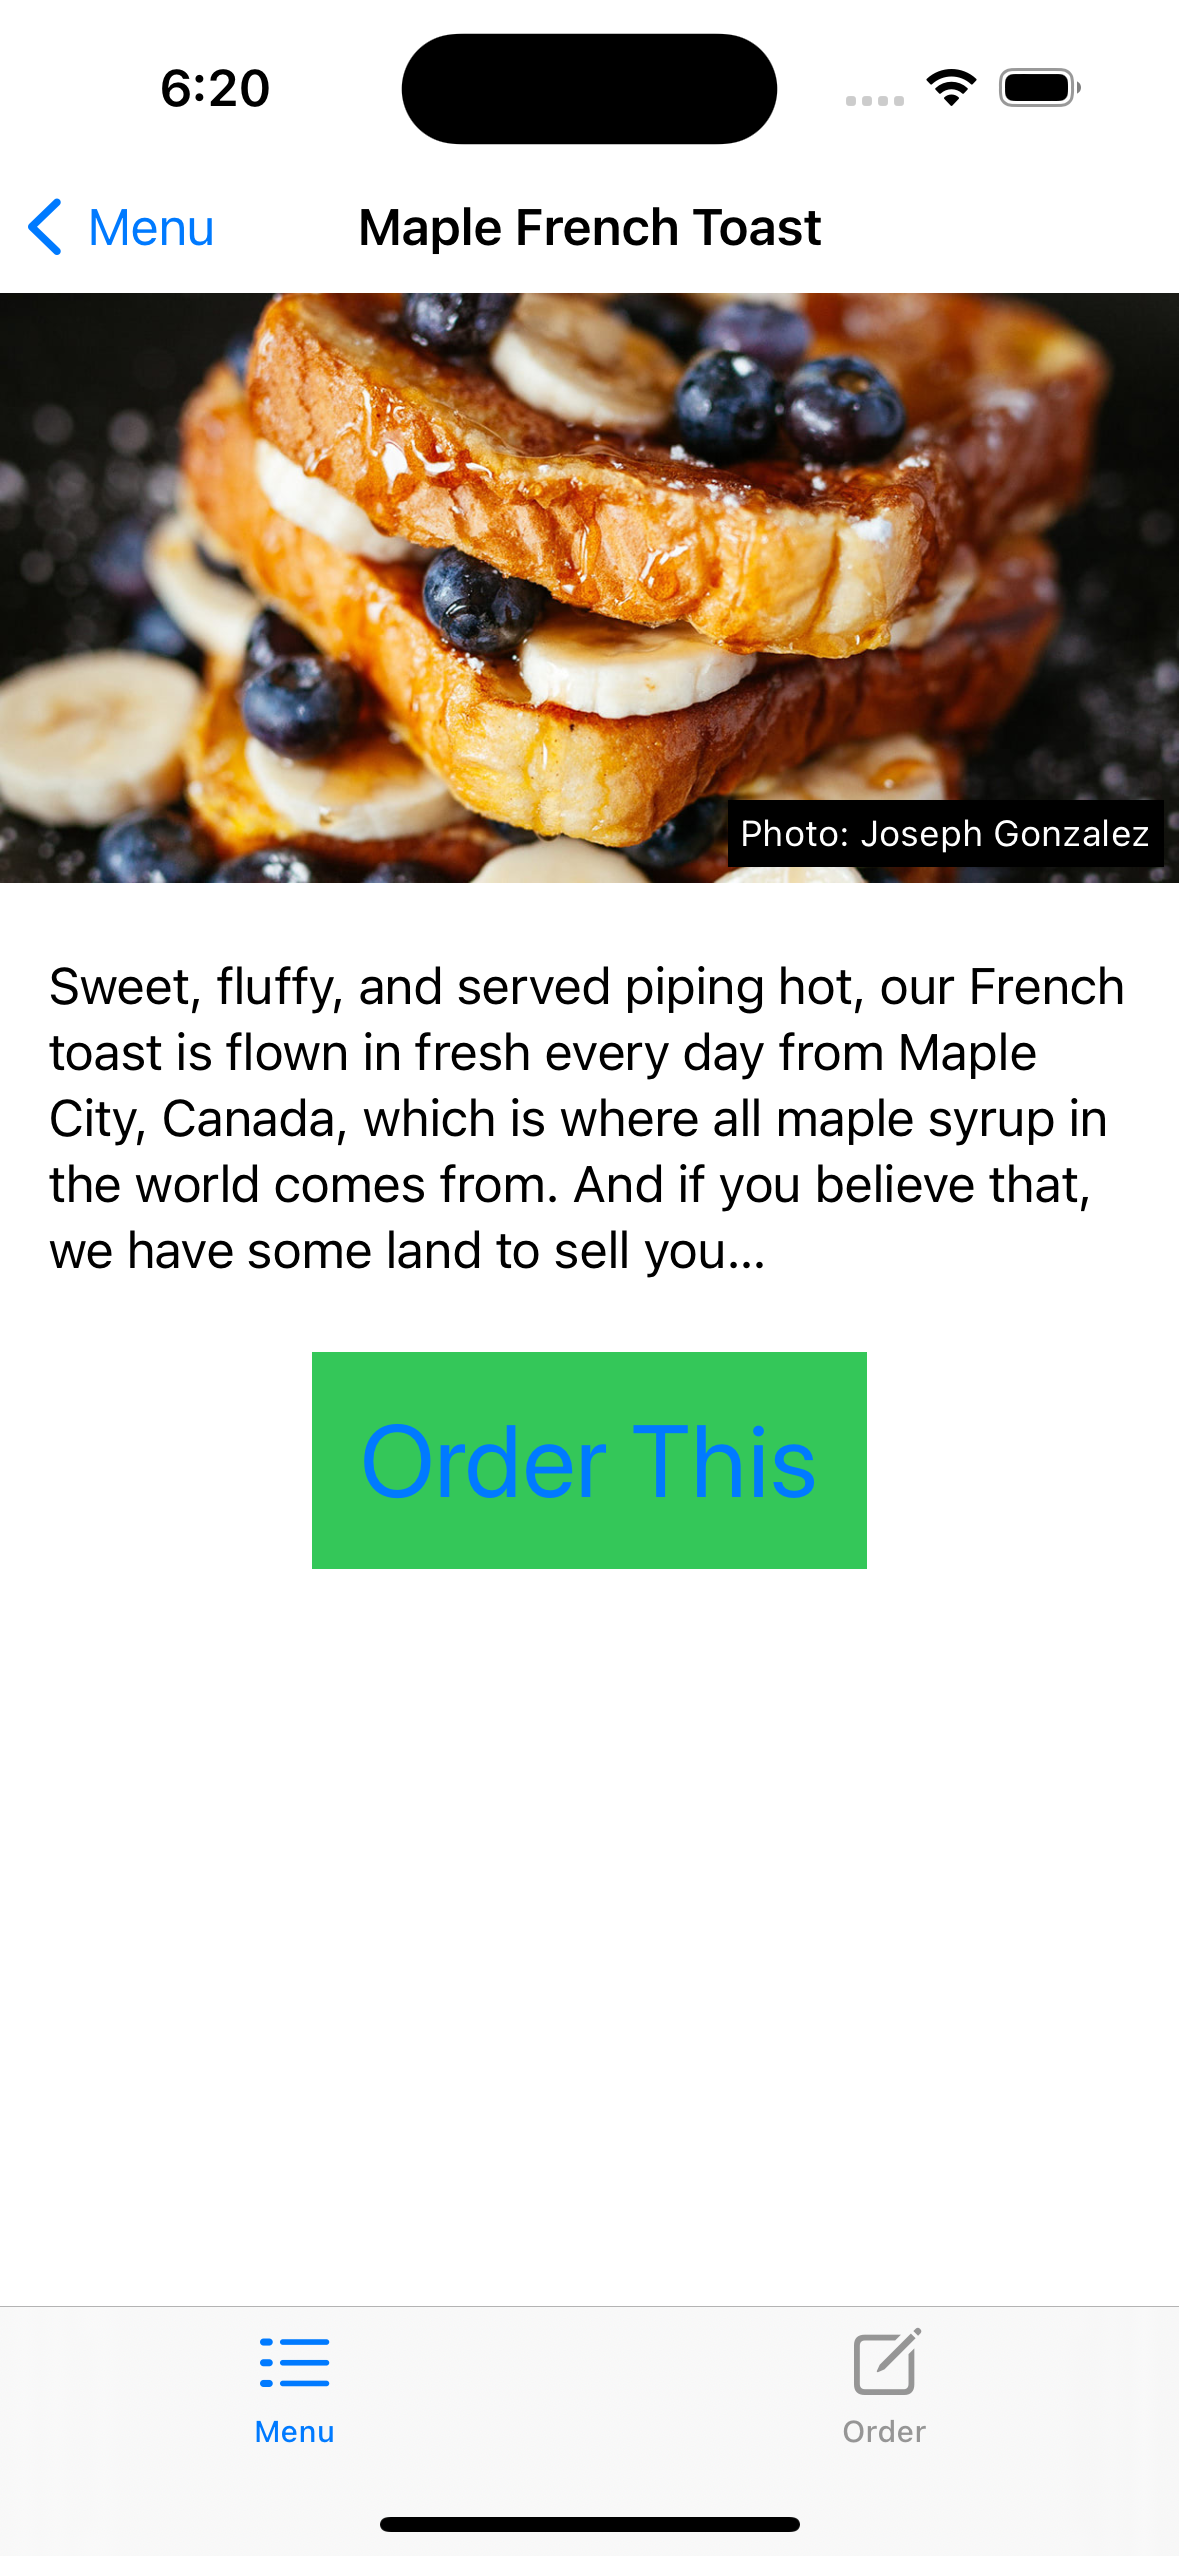 6:20
Menu
Maple French Toast
Photo: Joseph Gonzalez
Sweet, fluffy, and served piping hot, our French
toast is flown in fresh every day from Maple
City, Canada, which is where all maple syrup in
the world comes from. And if you believe that,
we have some land to sell you...
Order This
Menu
Order